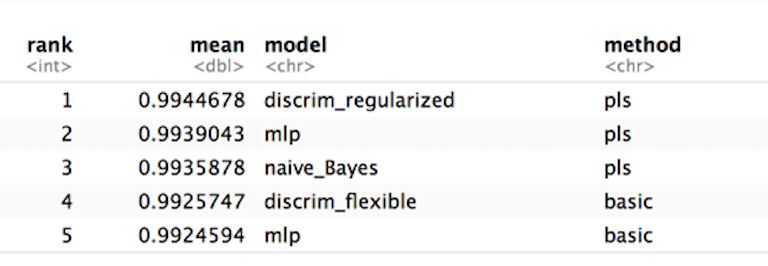 rank mean model method
<int> <dbl> <chr> <chr>
1 0.9944678 discrim_regularized pls
2 0.9939043 mlp pls
3 0.9935878 naive_Bayes pls
4 0.9925747 discrim_flexible basic
5 0.9924594 mlp basic